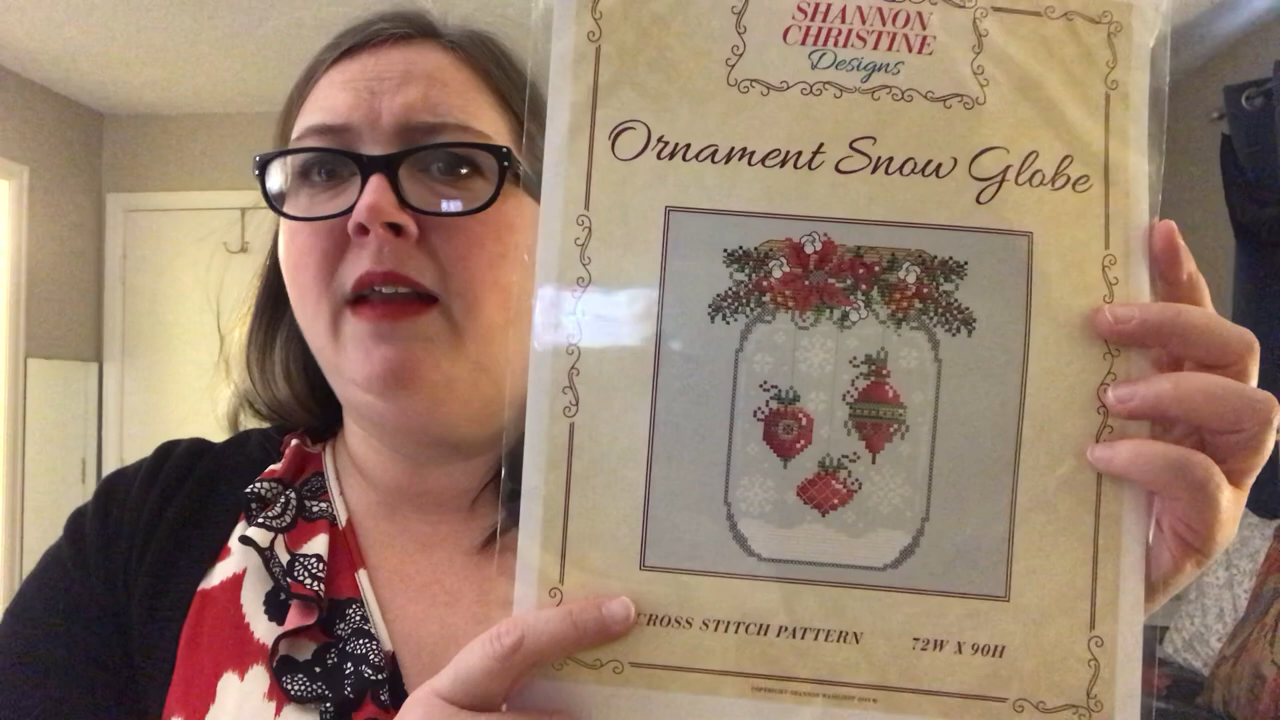 SHANNON
CHRISTINE
Designs
Ornament Snow Globe
CROSS STITCH PATTERN 72W X 90H